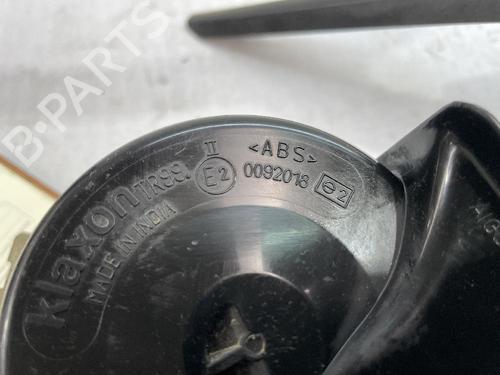 B-PARTS
klaxon TR99.
MADE IN INDIA
II
E2
<ABS>
0092018
e2